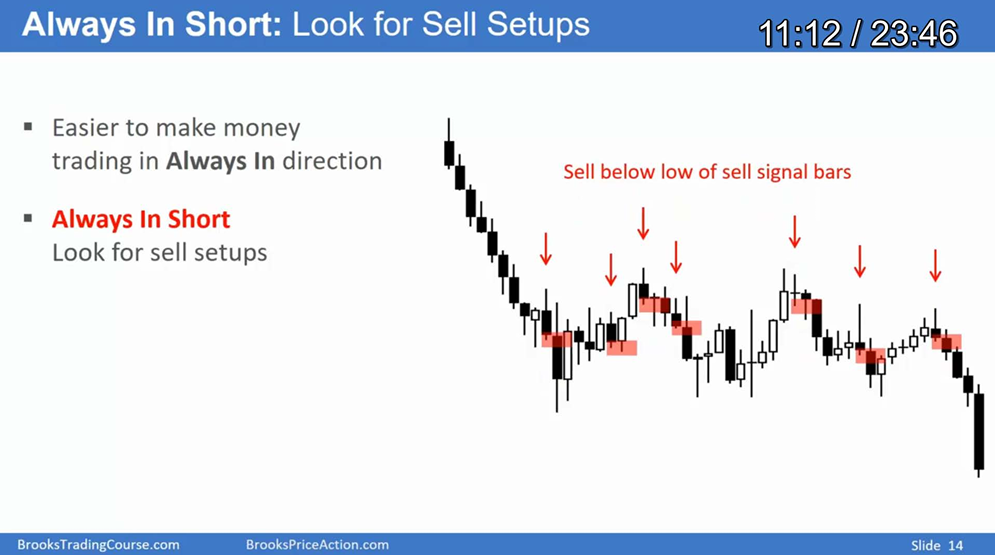 Always In Short: Look for Sell Setups
11:12 / 23:46
▪ Easier to make money
trading in Always In direction
▪ Always In Short
Look for sell setups
Sell below low of sell signal bars
BrooksTradingCourse.com
BrooksPriceAction.com
Slide 14